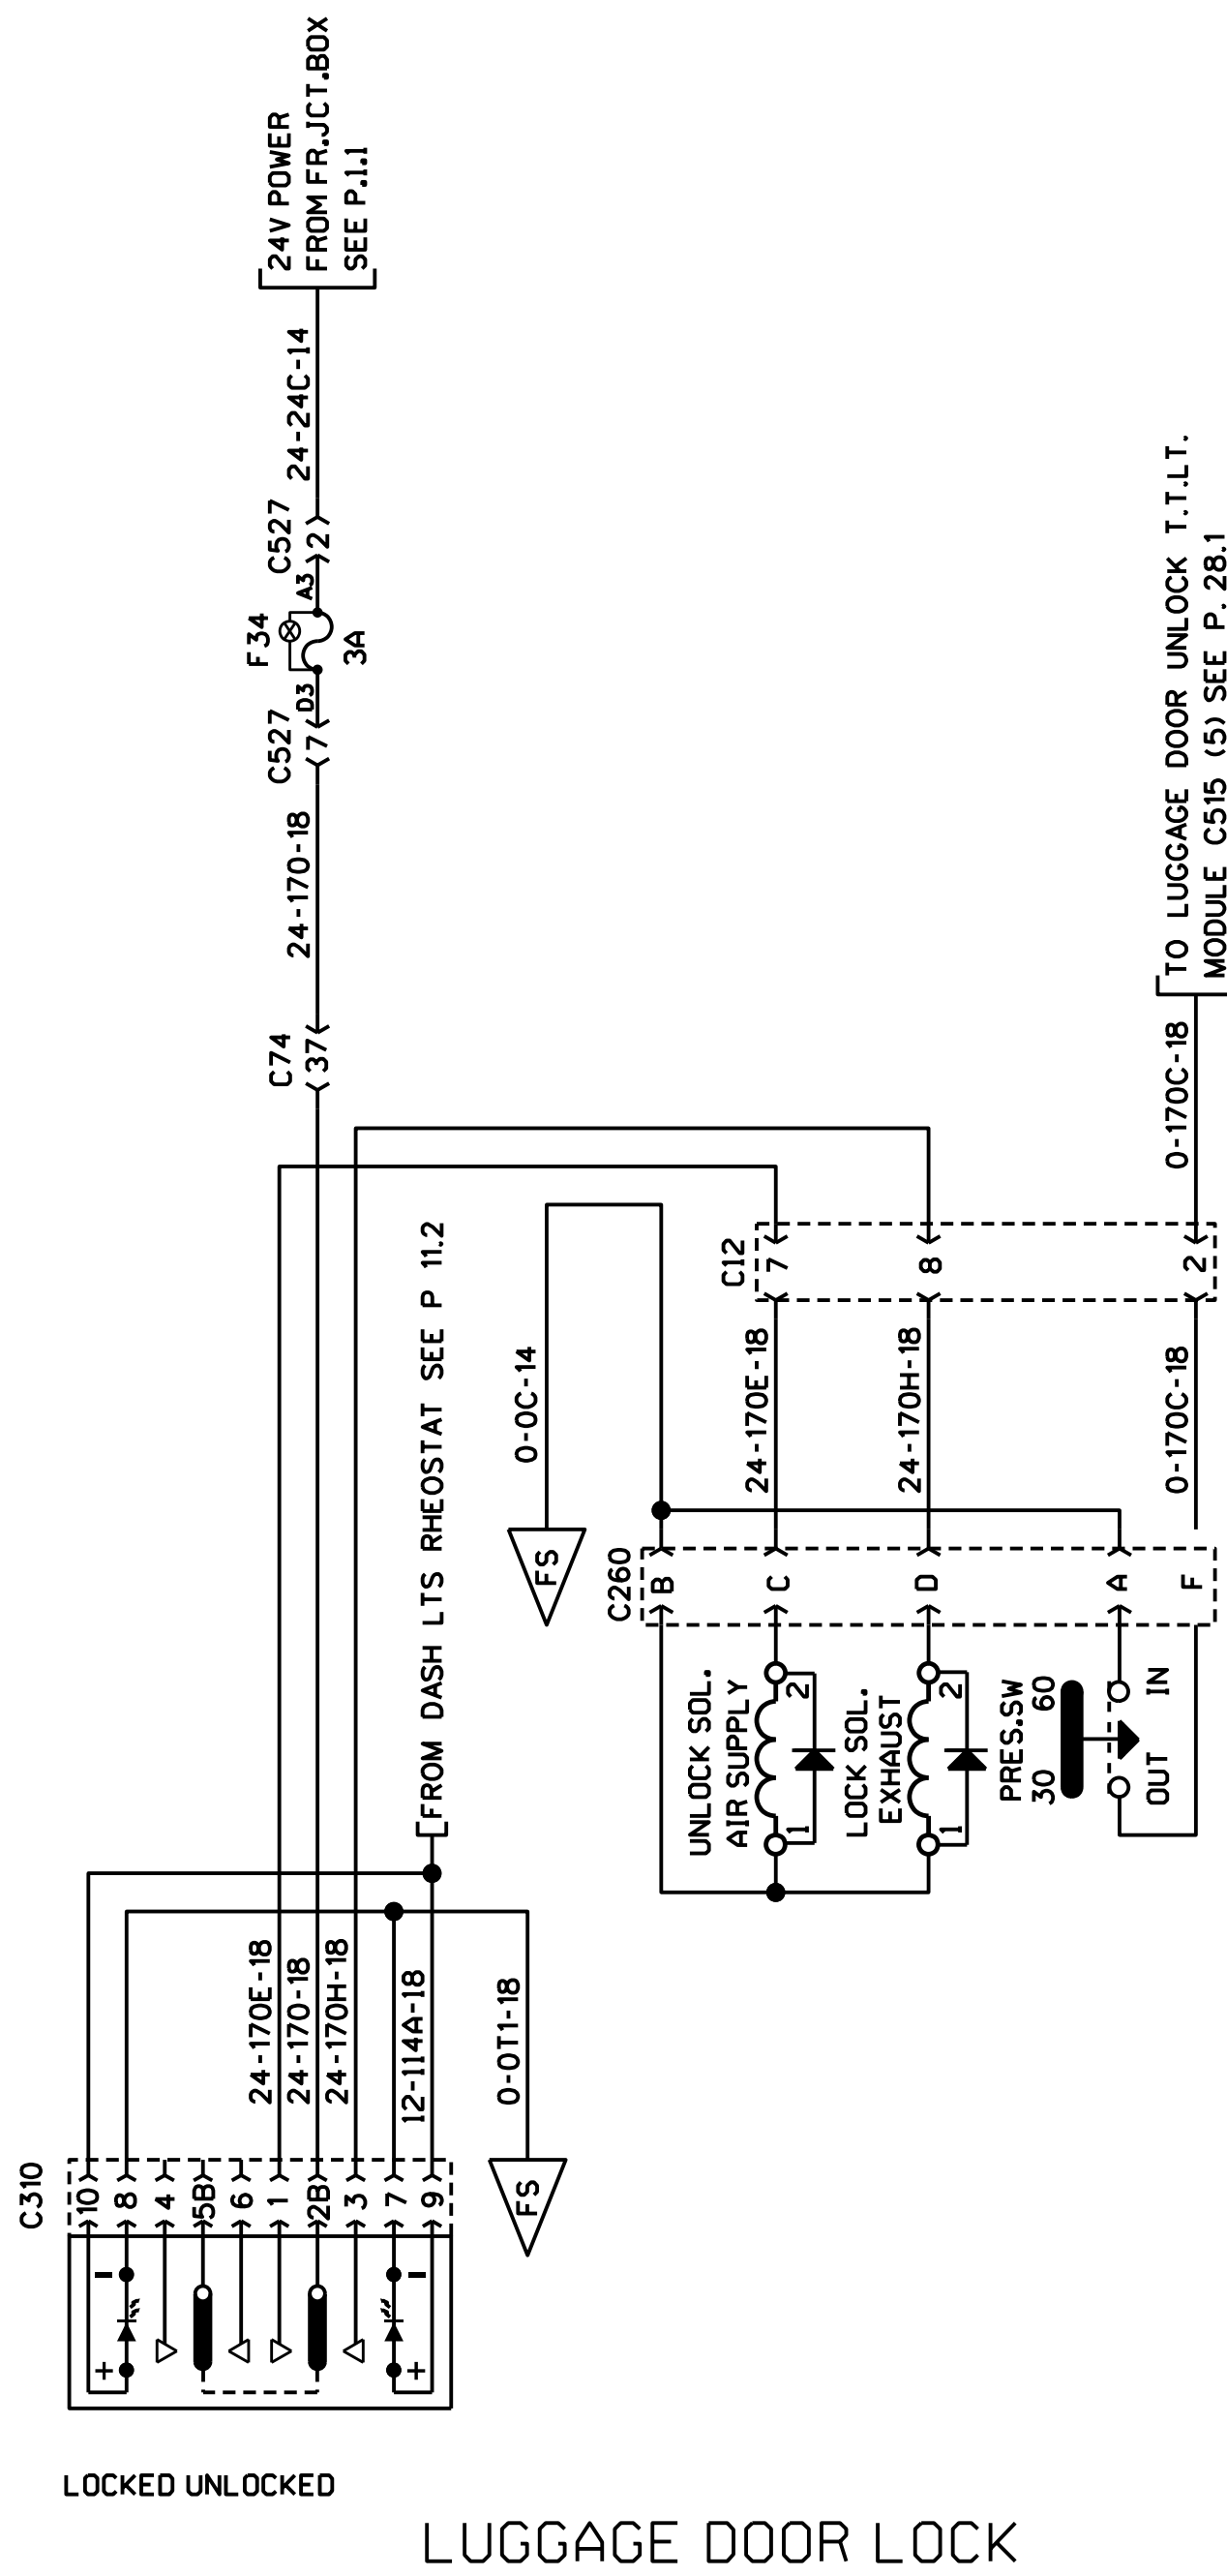 24V POWER
FROM FR.JCT.BOX
SEE P.1.1
24-24C-14
C527
2
A3
F34
3A
D3
C527
7
24-170-18
C74
37
TO LUGGAGE DOOR UNLOCK T.T.LT.
MODULE C515 (5) SEE P. 28.1
0-170C-18
C12
7
8
2
FROM DASH LTS RHEOSTAT SEE P 11.2
0-0C-14
FS
24-170E-18
24-170H-18
0-170C-18
C260
B
C
D
A
F
UNLOCK SOL.
AIR SUPPLY
2
1
LOCK SOL.
EXHAUST
2
1
PRES.SW
30 60
OUT IN
24-170E-18
24-170-18
24-170H-18
12-114A-18
0-0T1-18
FS
C310
10
8
4
5B
6
1
2B
3
7
9
- -
+ +
LOCKED UNLOCKED
LUGGAGE DOOR LOCK